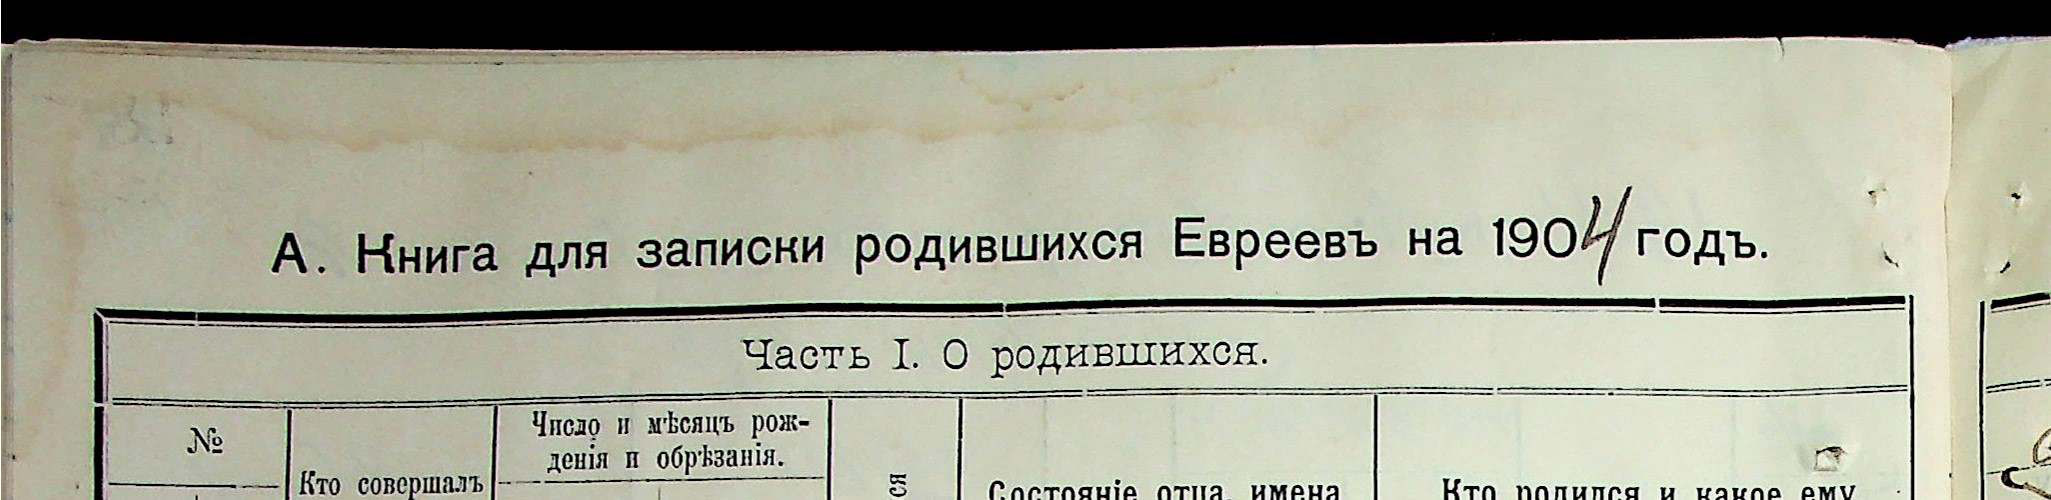 А. Книга для записки родившихся Евреевъ на 1904 годъ.
Часть I. О родившихся.
№
Кто совершалъ
Число и мѣсяцъ рож-
денія и обрѣзанія.
ся
Состояніе отца, имена
Кто родился и какое ему